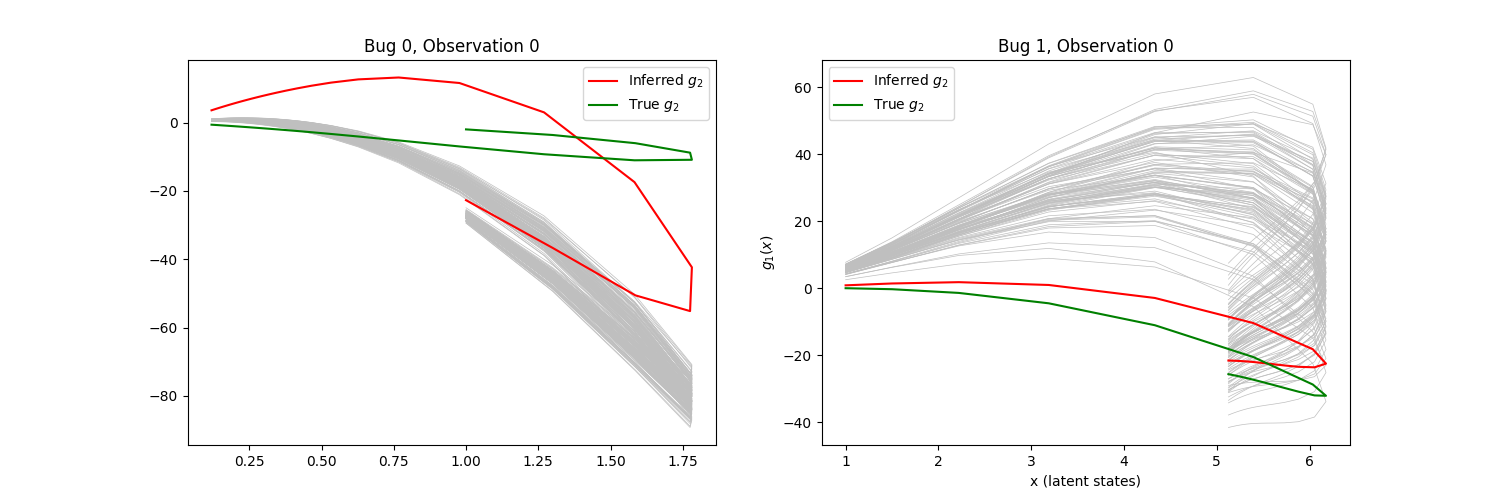 Bug 0, Observation 0
Inferred g₂
True g₂
0
−20
−40
−60
−80
0.25 0.50 0.75 1.00 1.25 1.50 1.75
Bug 1, Observation 0
Inferred g₂
True g₂
60
40
20
0
−20
−40
g₁(x)
1 2 3 4 5 6
x (latent states)